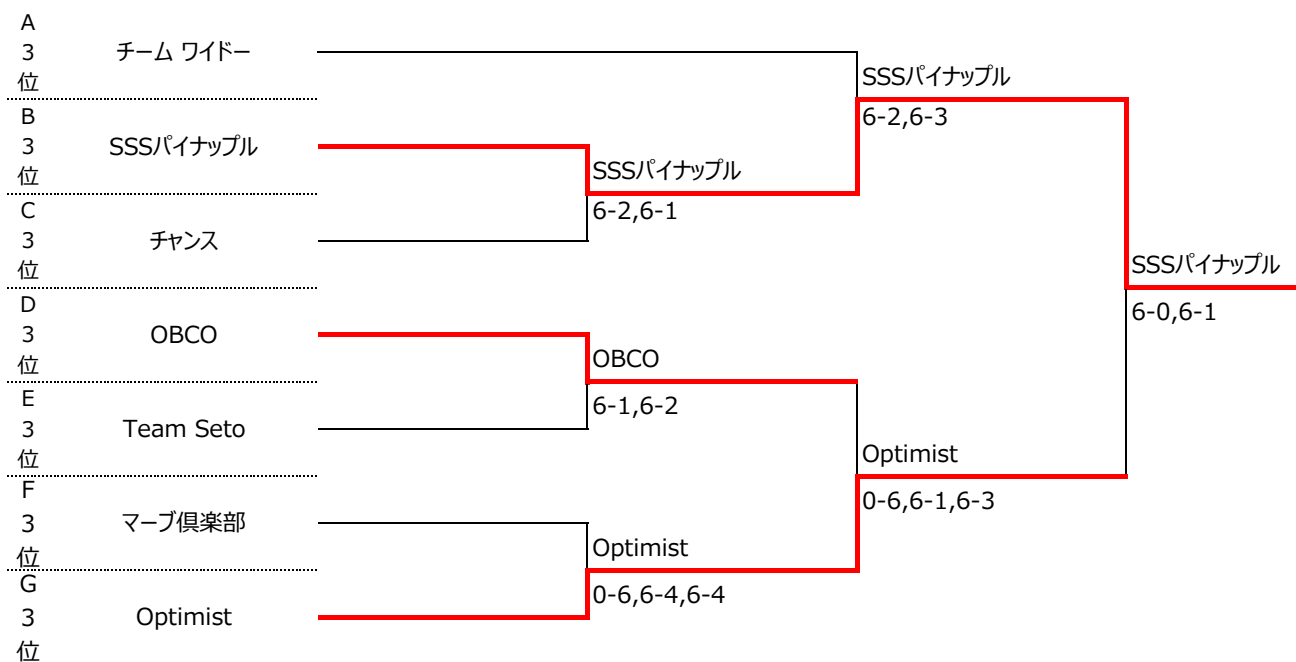 A
3
位
チーム ワイドー
B
3
位
SSSパイナップル
C
3
位
チャンス
D
3
位
OBCO
E
3
位
Team Seto
F
3
位
マーブ倶楽部
G
3
位
Optimist
SSSパイナップル
6-2,6-1
OBCO
6-1,6-2
Optimist
0-6,6-4,6-4
SSSパイナップル
6-2,6-3
Optimist
0-6,6-1,6-3
SSSパイナップル
6-0,6-1